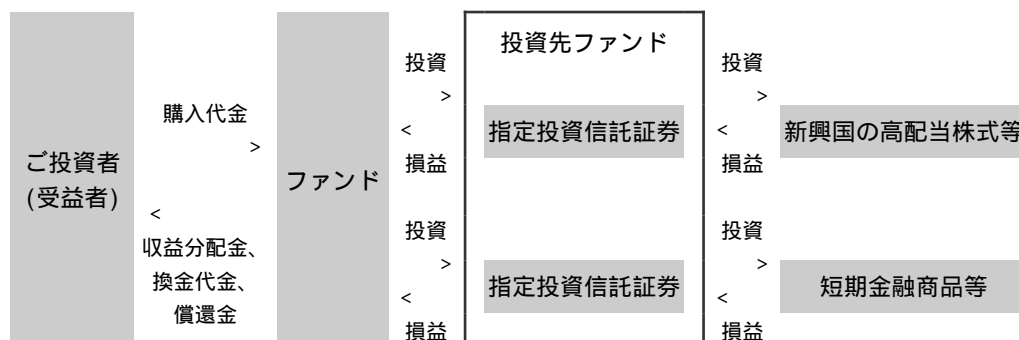 ご投資者
(受益者)
購入代金
>
<
収益分配金、
換金代金、
償還金
ファンド
投資
>
<
損益
投資
>
<
損益
投資先ファンド
指定投資信託証券
指定投資信託証券
投資
>
<
損益
投資
>
<
損益
新興国の高配当株式等
短期金融商品等